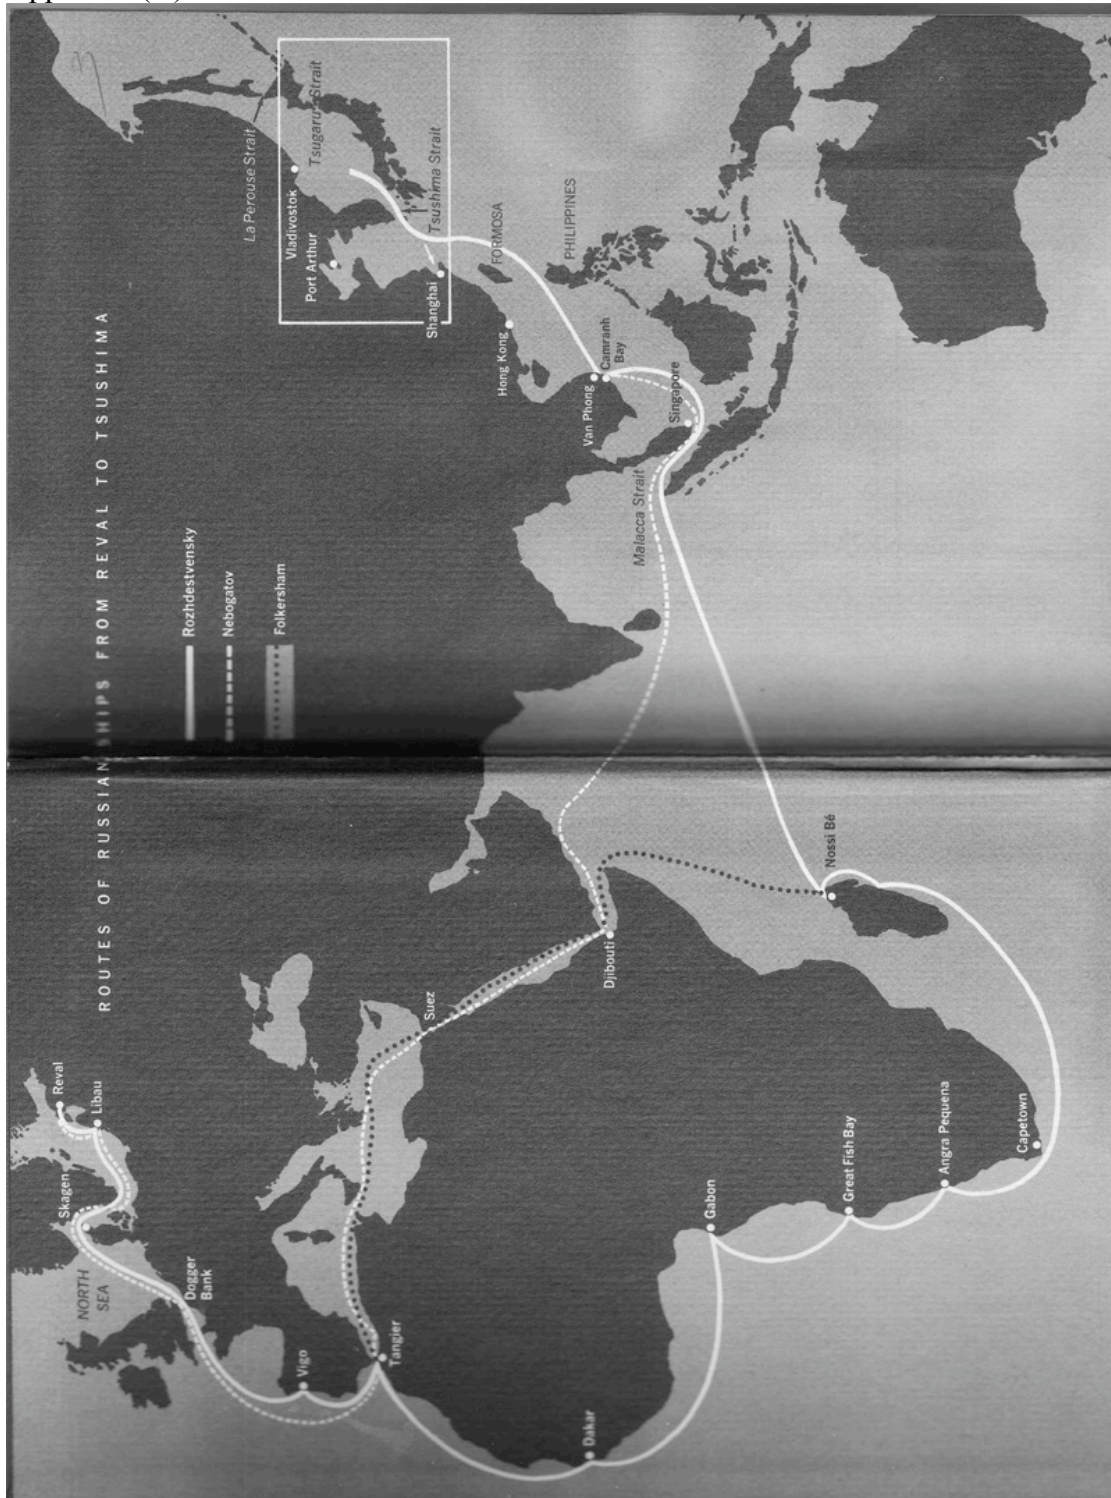 ROUTES OF RUSSIAN SHIPS FROM REVAL TO TSUSHIMA
Rozhdestvensky
Nebogatov
Folkersham
Reval
Libau
Skagen
NORTH
SEA
Dogger
Bank
Vigo
Tangier
Suez
Djibouti
Dakar
Gabon
Great Fish Bay
Angra Pequena
Capetown
Nossi Bé
Malacca Strait
Singapore
Van Phong
Camranh
Bay
Hong Kong
Shanghai
FORMOSA
PHILIPPINES
Port Arthur
Vladivostok
La Perouse Strait
Tsugaru Strait
Tsushima Strait
3